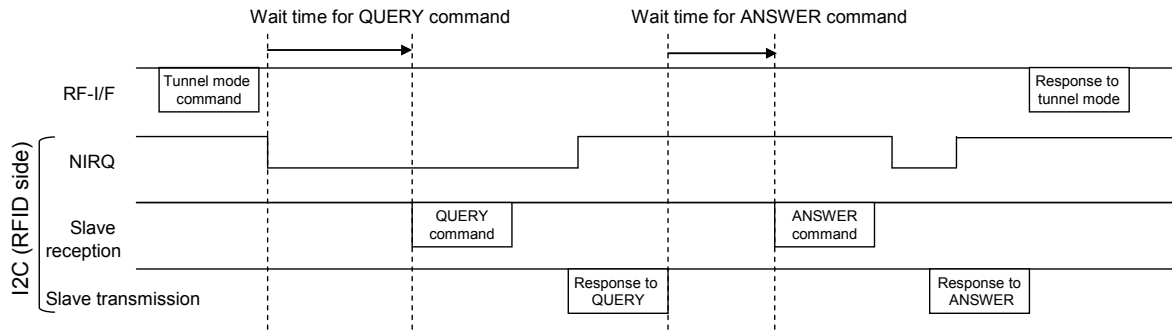 Wait time for QUERY command
Wait time for ANSWER command
RF-I/F
Tunnel mode
command
Response to
tunnel mode
I2C (RFID side)
NIRQ
Slave
reception
QUERY
command
ANSWER
command
Slave transmission
Response to
QUERY
Response to
ANSWER